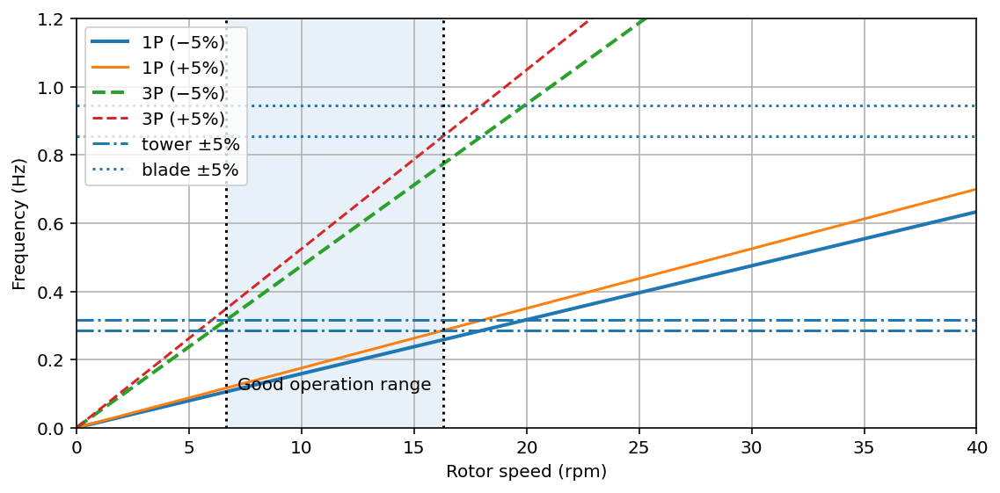 1.2
1.0
0.8
0.6
0.4
0.2
0.0
Frequency (Hz)
1P (−5%)
1P (+5%)
3P (−5%)
3P (+5%)
tower ±5%
blade ±5%
Good operation range
0 5 10 15 20 25 30 35 40
Rotor speed (rpm)